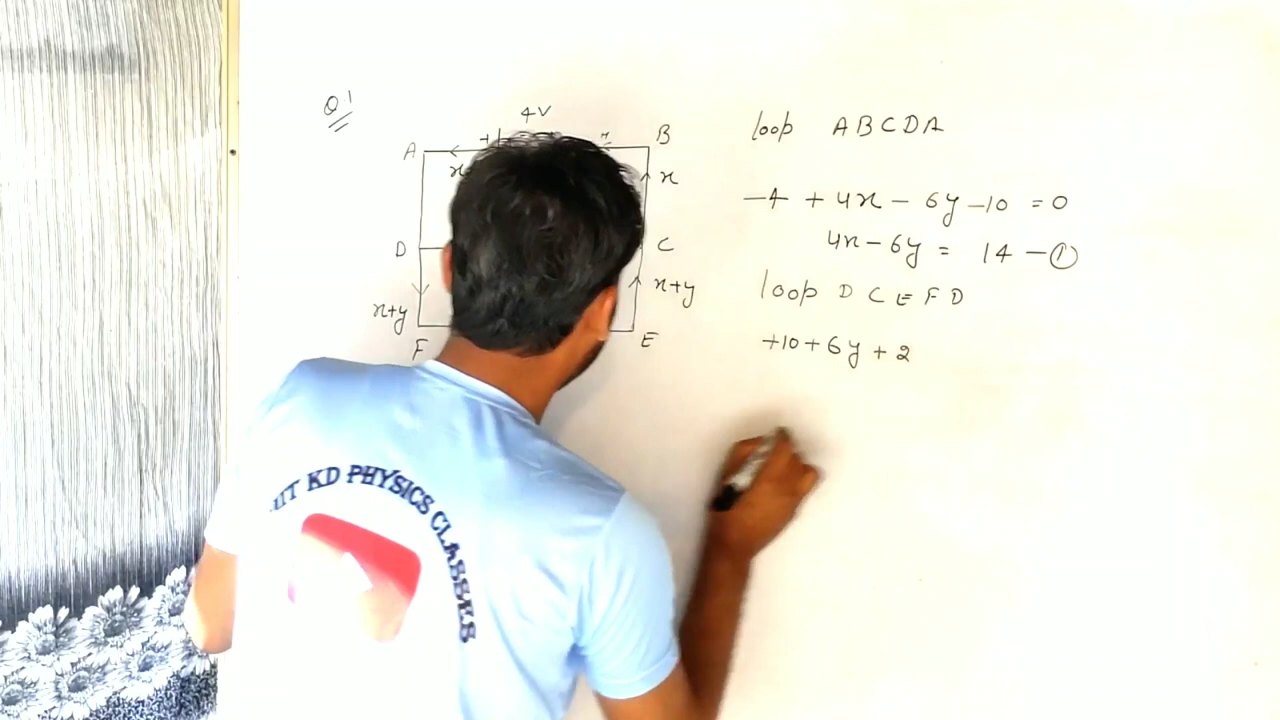 Q1
4V
+
A
B
x
x
D
C
x+y
x+y
F
E
loop ABCDA
-4 + 4x - 6y - 10 = 0
4x - 6y = 14 - ①
loop DCEFD
+10 + 6y + 2
KD PHYSICS CLASSES